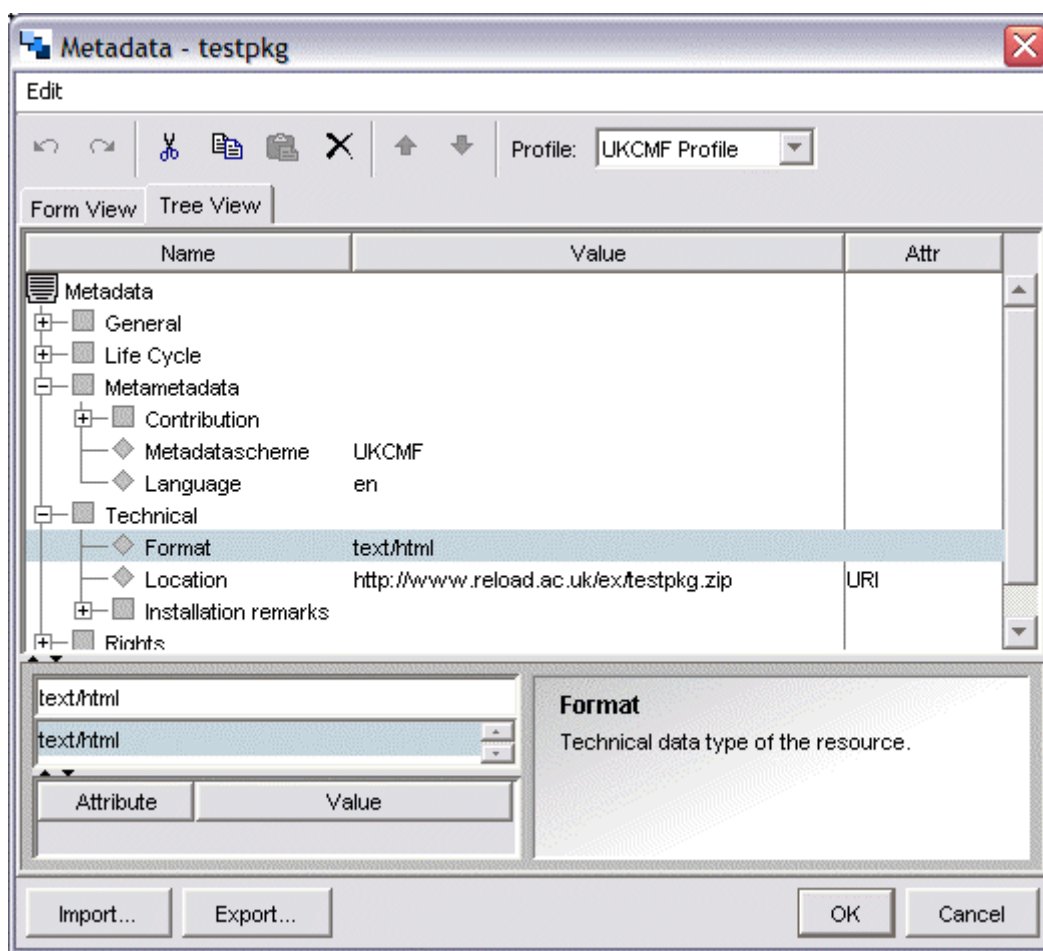 Metadata - testpkg
Edit
Profile: UKCMF Profile
Form View Tree View
Name Value Attr
Metadata
General
Life Cycle
Metametadata
Contribution
Metadatascheme UKCMF
Language en
Technical
Format text/html
Location http://www.reload.ac.uk/ex/testpkg.zip URI
Installation remarks
Rights
text/html
text/html
Attribute Value
Format
Technical data type of the resource.
Import... Export... OK Cancel